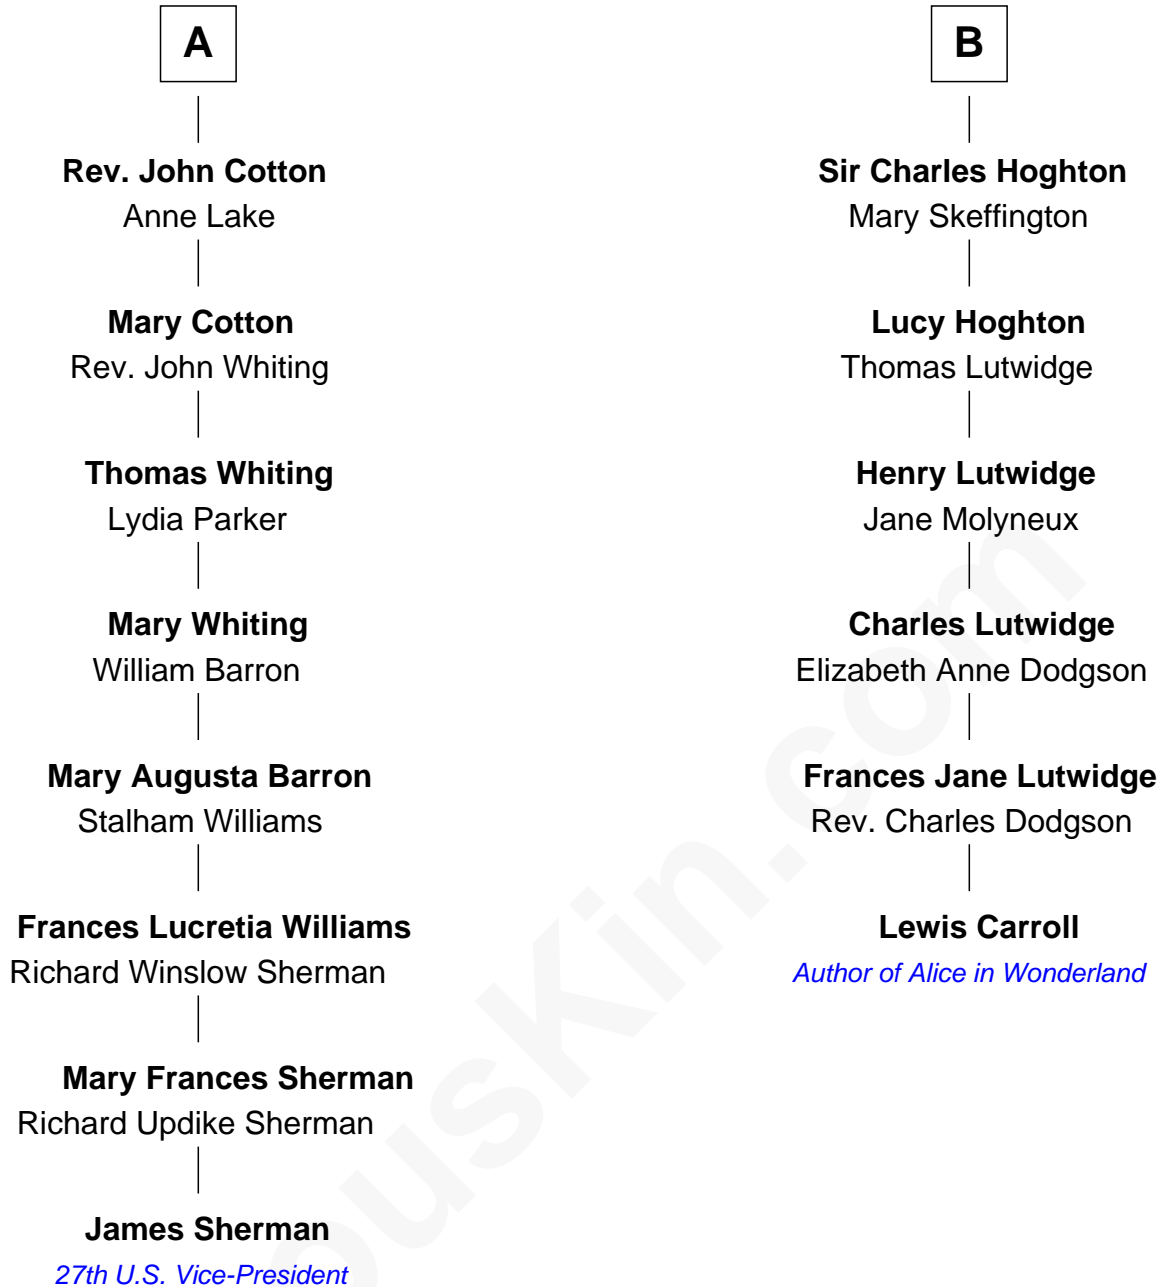 A
Rev. John Cotton
Anne Lake
Mary Cotton
Rev. John Whiting
Thomas Whiting
Lydia Parker
Mary Whiting
William Barron
Mary Augusta Barron
Stalham Williams
Frances Lucretia Williams
Richard Winslow Sherman
Mary Frances Sherman
Richard Updike Sherman
James Sherman
27th U.S. Vice-President
B
Sir Charles Hoghton
Mary Skeffington
Lucy Hoghton
Thomas Lutwidge
Henry Lutwidge
Jane Molyneux
Charles Lutwidge
Elizabeth Anne Dodgson
Frances Jane Lutwidge
Rev. Charles Dodgson
Lewis Carroll
Author of Alice in Wonderland
ousKin.com